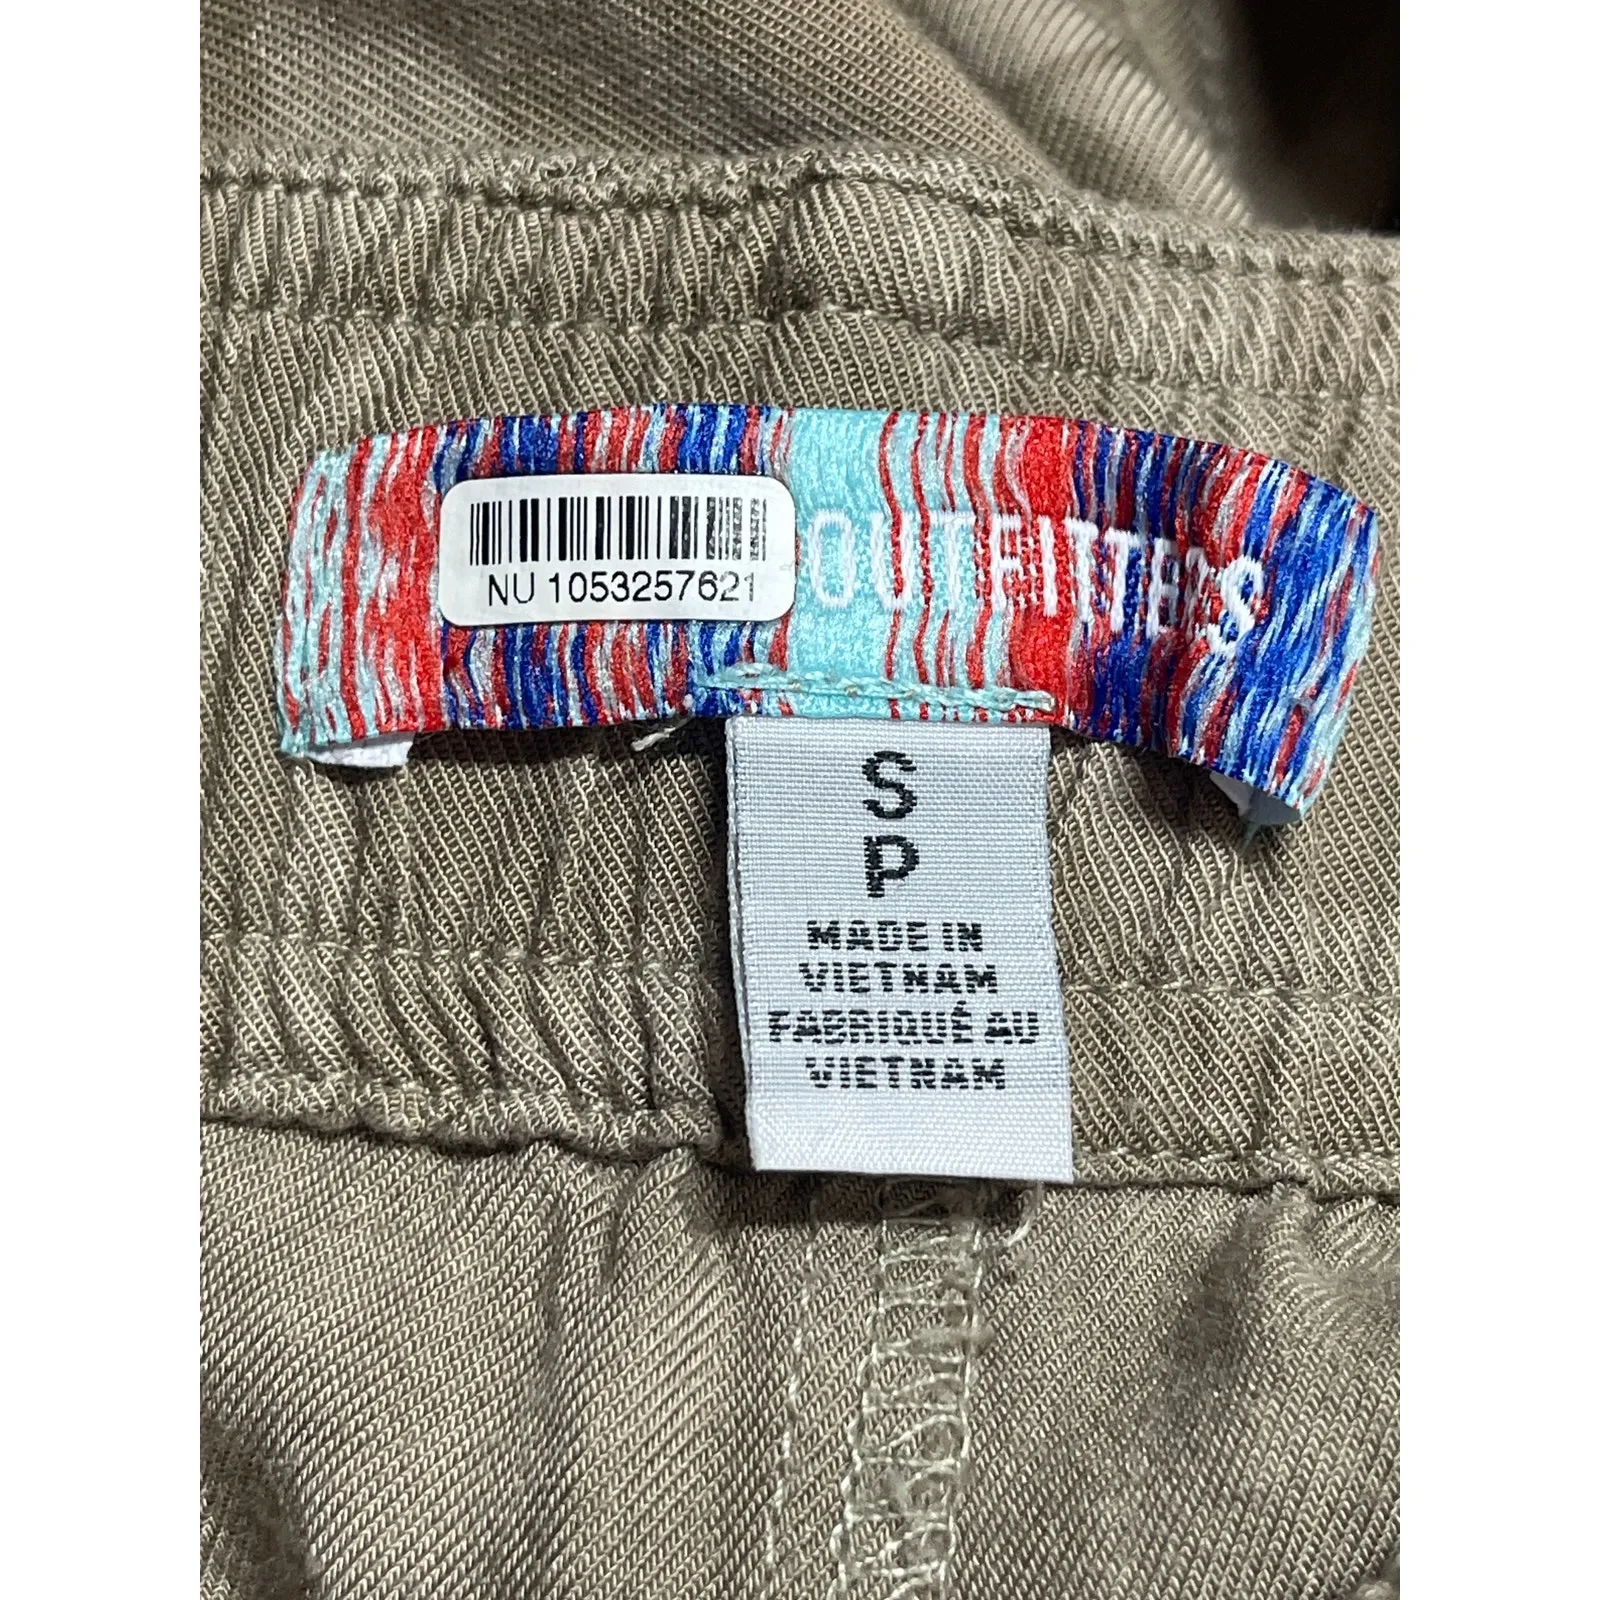 NU 1053257621
OUTFITTERS
S
P
MADE IN
VIETNAM
FABRIQUÉ AU
VIETNAM